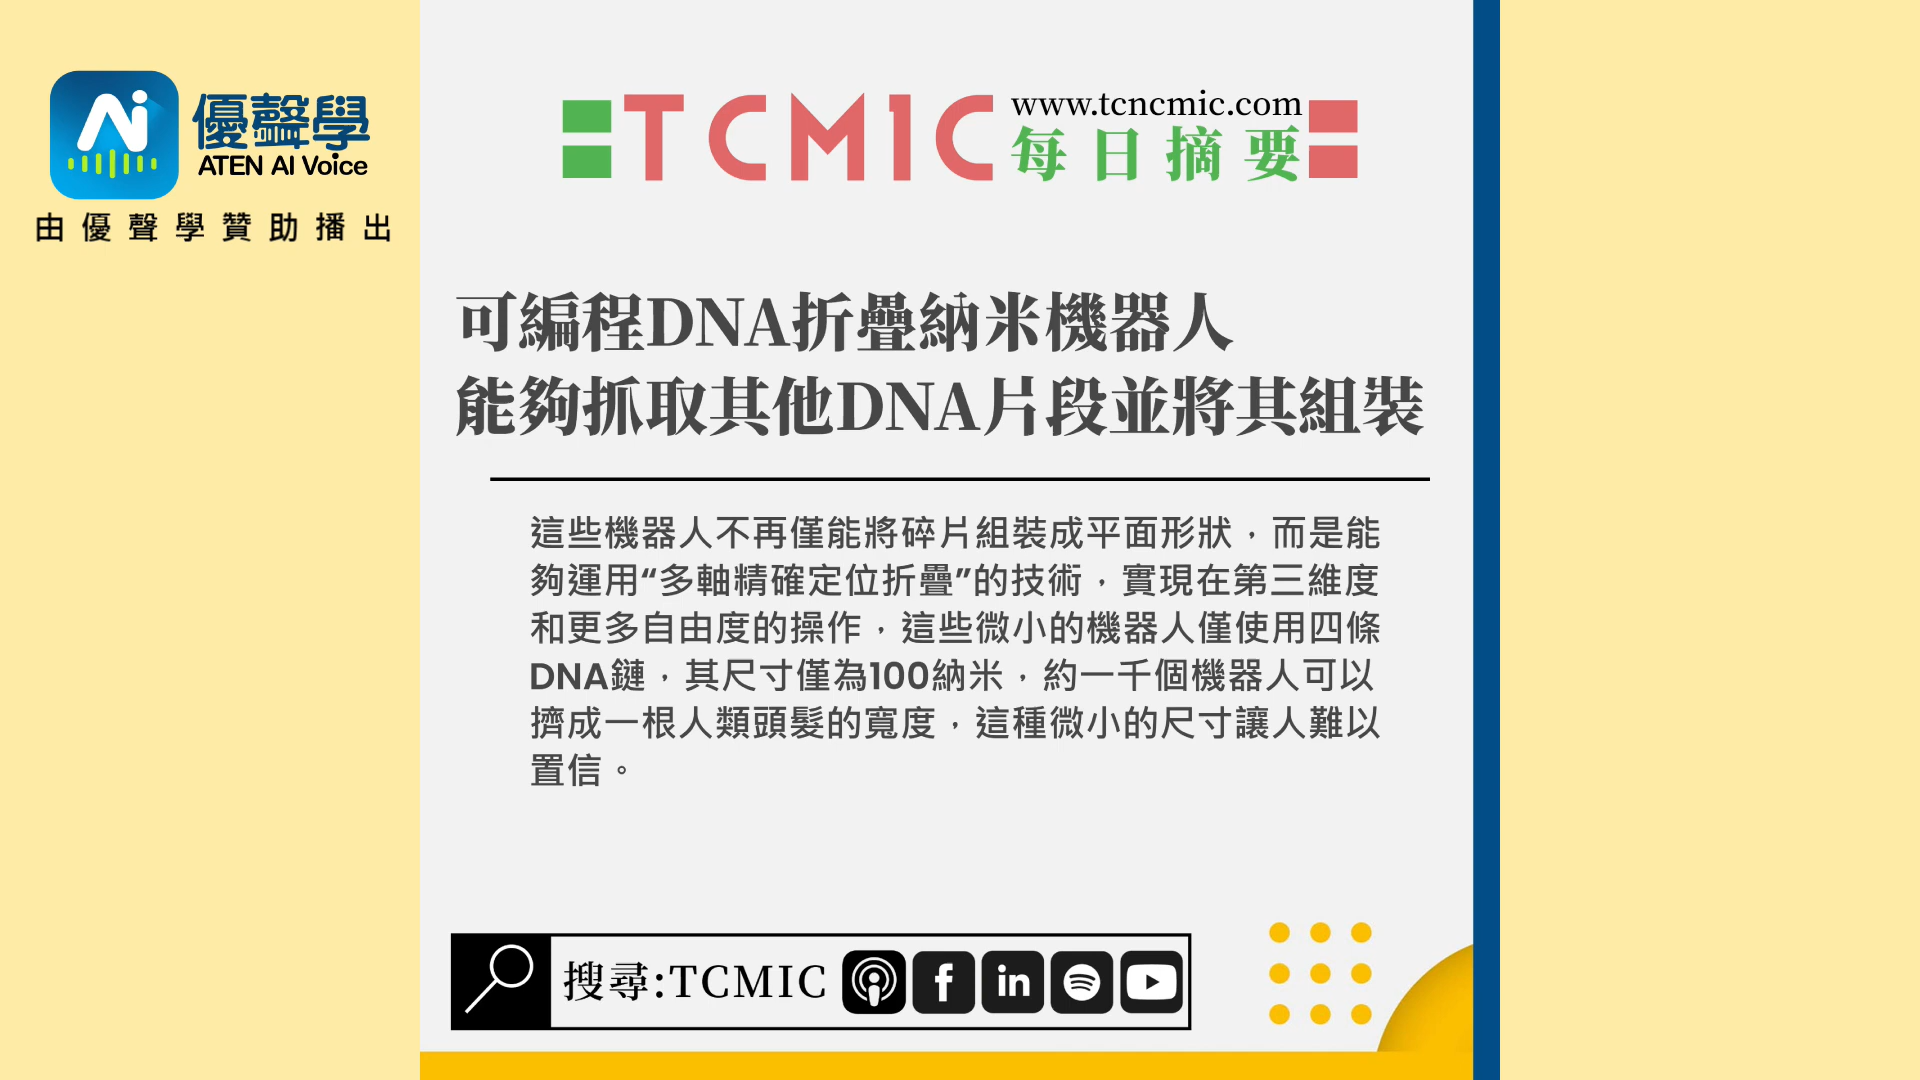 Ai 優聲學
ATEN AI Voice
由優聲學贊助播出
TCMIC
www.tcncmic.com
每日摘要
可編程DNA折疊納米機器人
能夠抓取其他DNA片段並將其組裝
這些機器人不再僅能將碎片組裝成平面形狀，而是能
夠運用“多軸精確定位折疊”的技術，實現在第三維度
和更多自由度的操作，這些微小的機器人僅使用四條
DNA鏈，其尺寸僅為100納米，約一千個機器人可以
擠成一根人類頭髮的寬度，這種微小的尺寸讓人難以
置信。
搜尋:TCMIC